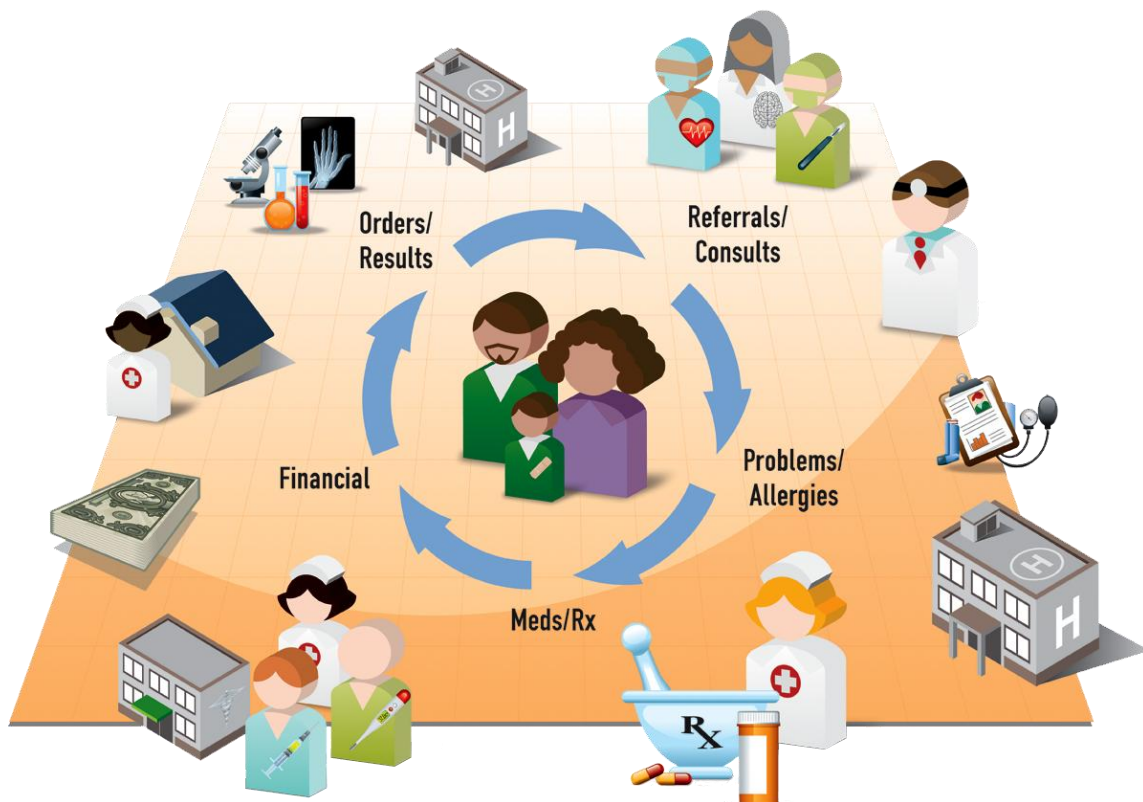 H
H
Orders/
Results
Referrals/
Consults
Financial
Problems/
Allergies
H
H
Meds/Rx
Rx